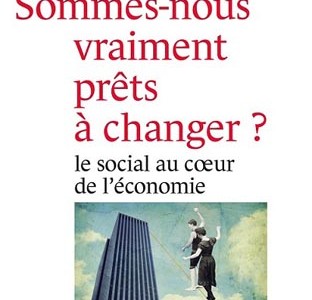 Sommes-nous
vraiment
prêts
à changer ?
le social au cœur
de l'économie